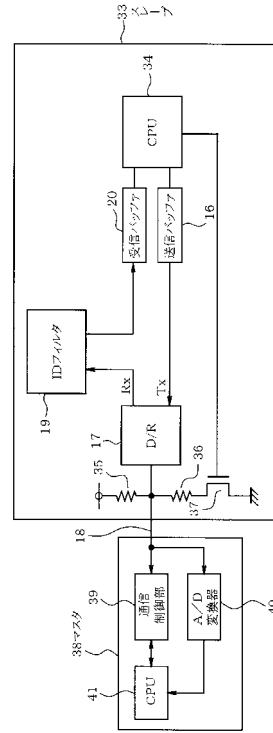 33
スレーブ
34
CPU
20
受信バッファ
送信バッファ
16
IDフィルタ
19
Rx
Tx
17
D/R
35
36
37
18
38マスタ
39
通信
制御部
41
CPU
A/D
変換器
40